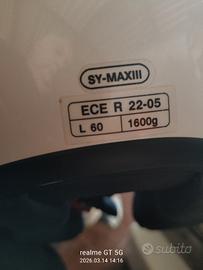 SY-MAXIII
ECE R 22-05
L 60 1600g
realme GT 5G
2026.03.14 14:16
subito